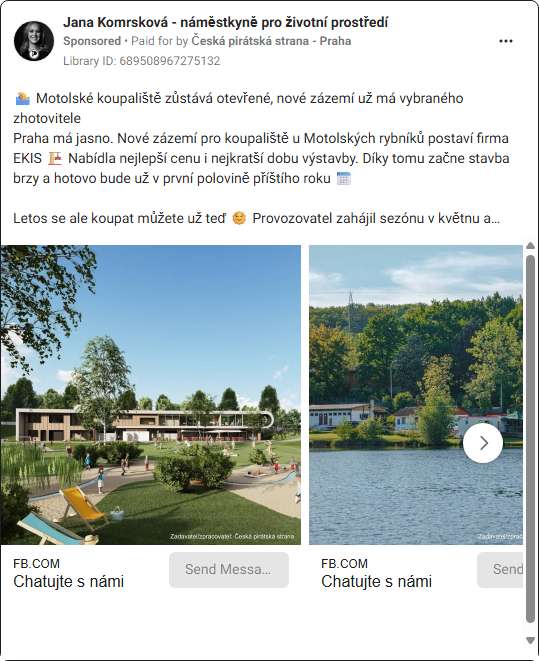 Jana Komrsková - náměstkyně pro životní prostředí
Sponsored • Paid for by Česká pirátská strana - Praha
Library ID: 689508967275132
Motolské koupaliště zůstává otevřené, nové zázemí už má vybraného
zhotovitele
Praha má jasno. Nové zázemí pro koupaliště u Motolských rybníků postaví firma
EKIS Nabídla nejlepší cenu i nejkratší dobu výstavby. Díky tomu začne stavba
brzy a hotovo bude už v první polovině příštího roku
Letos se ale koupat můžete už teď Provozovatel zahájil sezónu v květnu a...
Zadavatel/zpracovatel: Česká pirátská strana
Zadavatel/zprac
FB.COM
Chatujte s námi
Send Messa...
FB.COM
Chatujte s námi
Send